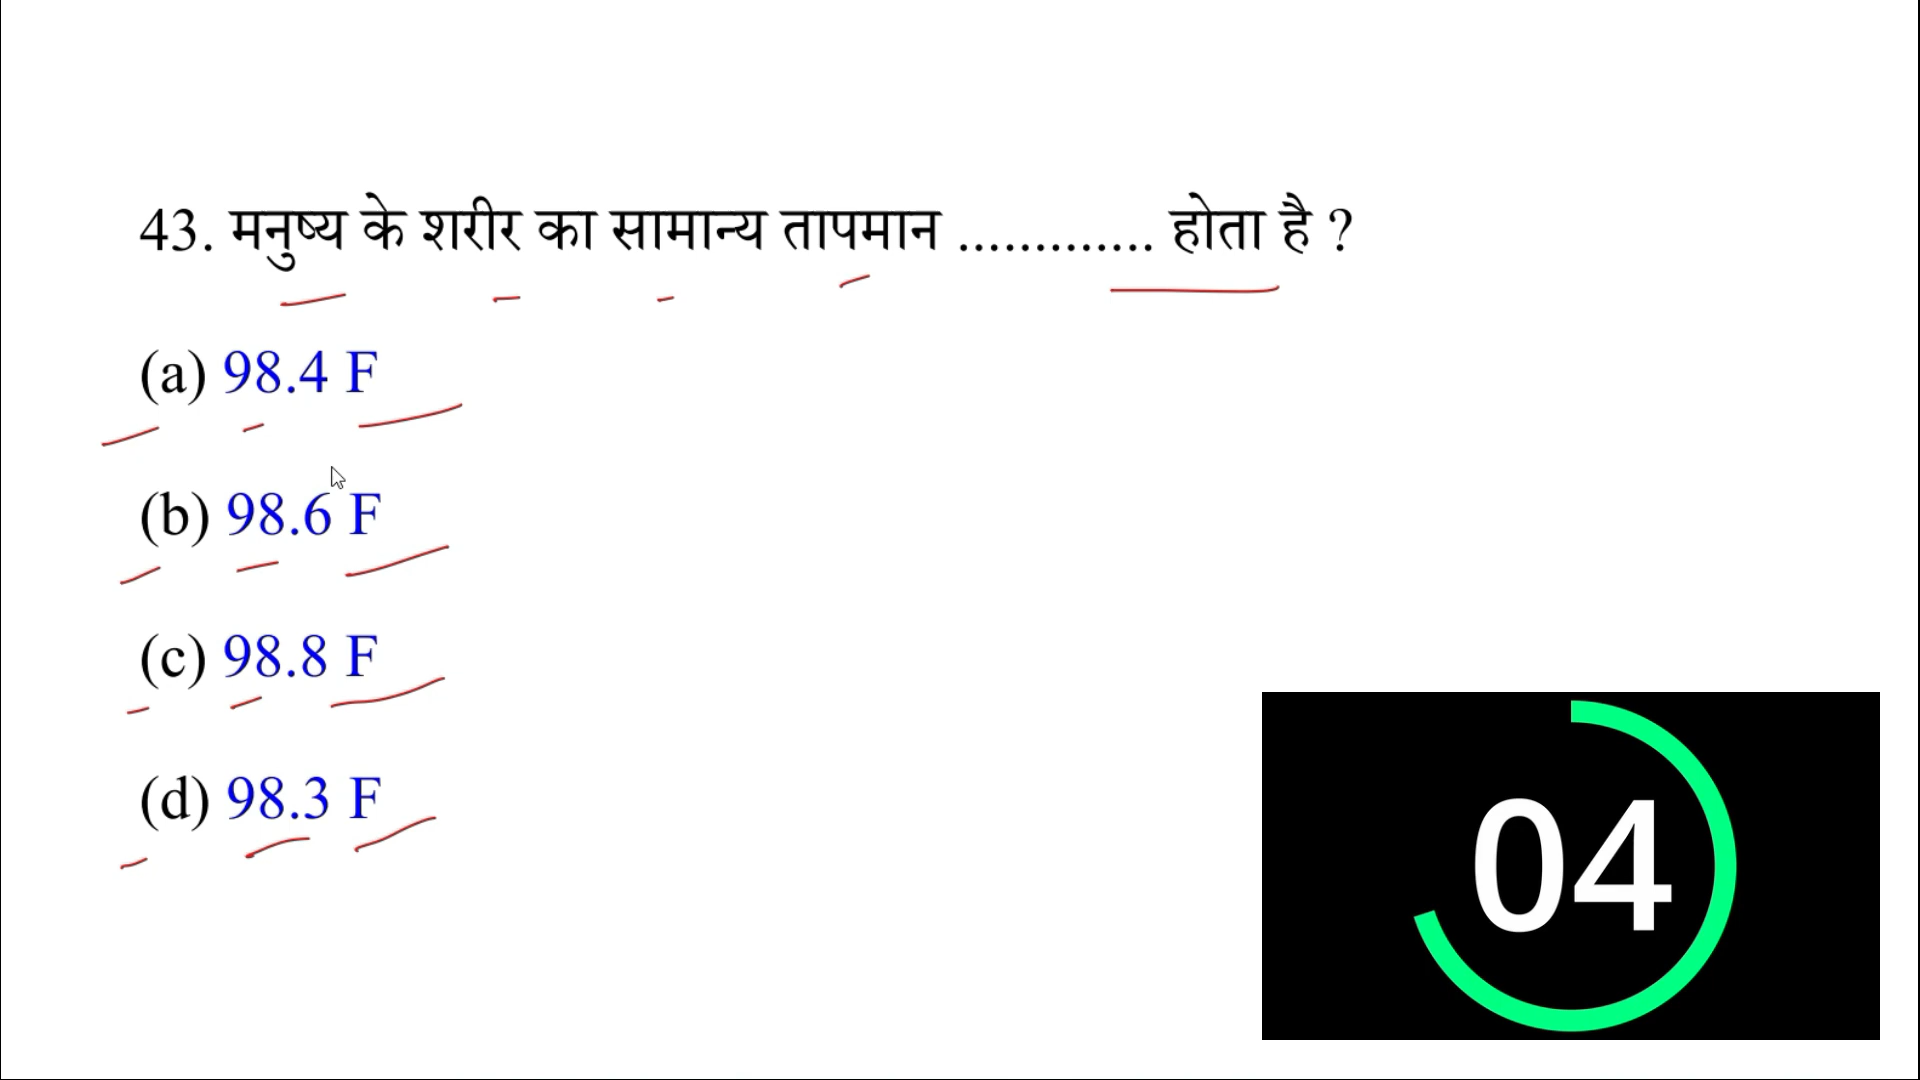 43. मनुष्य के शरीर का सामान्य तापमान ............. होता है ?
(a) 98.4 F
(b) 98.6 F
(c) 98.8 F
(d) 98.3 F
04